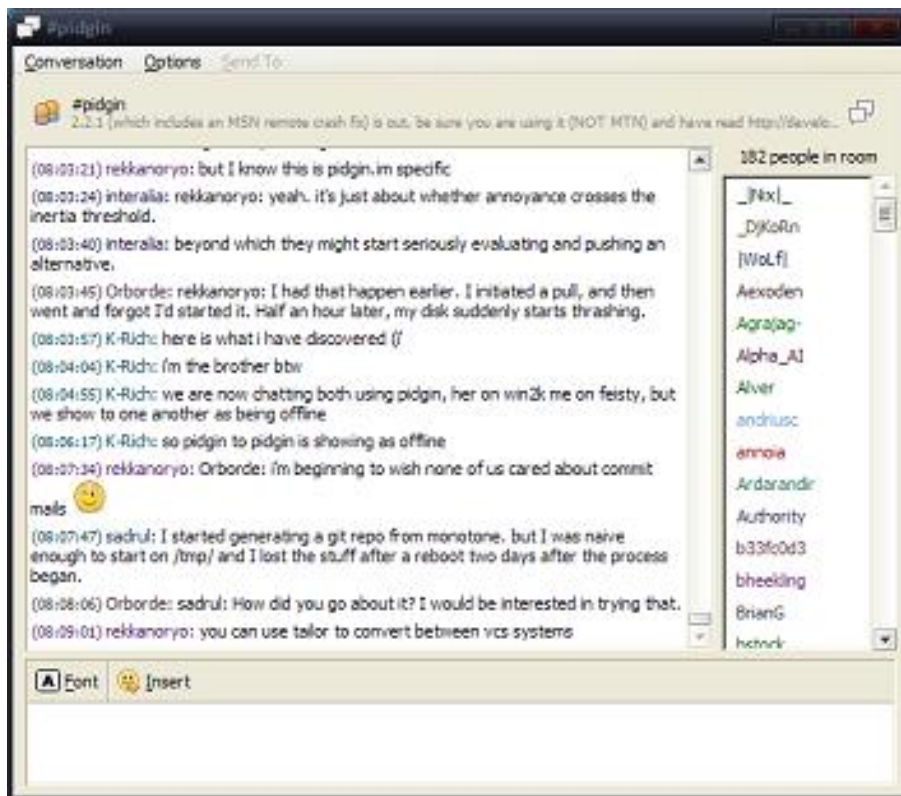 #pidgin
Conversation Options Send To
#pidgin
2.2.1 (which includes an MSN remote crash fix) is out, be sure you are using it (NOT MTN) and have read http://develo...
(08:03:21) rekkanoryo: but I know this is pidgin.im specific
(08:03:24) interalia: rekkanoryo: yeah. it's just about whether annoyance crosses the
inertia threshold.
(08:03:40) interalia: beyond which they might start seriously evaluating and pushing an
alternative.
(08:03:45) Orborde: rekkanoryo: I had that happen earlier. I initiated a pull, and then
went and forgot I'd started it. Half an hour later, my disk suddenly starts thrashing.
(08:03:57) K-Rich: here is what i have discovered (i
(08:04:04) K-Rich: i'm the brother btw
(08:04:55) K-Rich: we are now chatting both using pidgin, her on win2k me on feisty, but
we show to one another as being offline
(08:06:17) K-Rich: so pidgin to pidgin is showing as offline
(08:07:34) rekkanoryo: Orborde: i'm beginning to wish none of us cared about commit
mails
(08:07:47) sadrul: I started generating a git repo from monotone. but I was naive
enough to start on /tmp/ and I lost the stuff after a reboot two days after the process
began.
(08:08:06) Orborde: sadrul: How did you go about it? I would be interested in trying that.
(08:09:01) rekkanoryo: you can use tailor to convert between vcs systems
182 people in room
_|Nix|_
_DjKoRn
|WoLf|
Aexoden
Agrajag-
Alpha_AI
Alver
andriusc
annoia
Ardarandir
Authority
b33fc0d3
bheekling
BrianG
bstork
A Font Insert